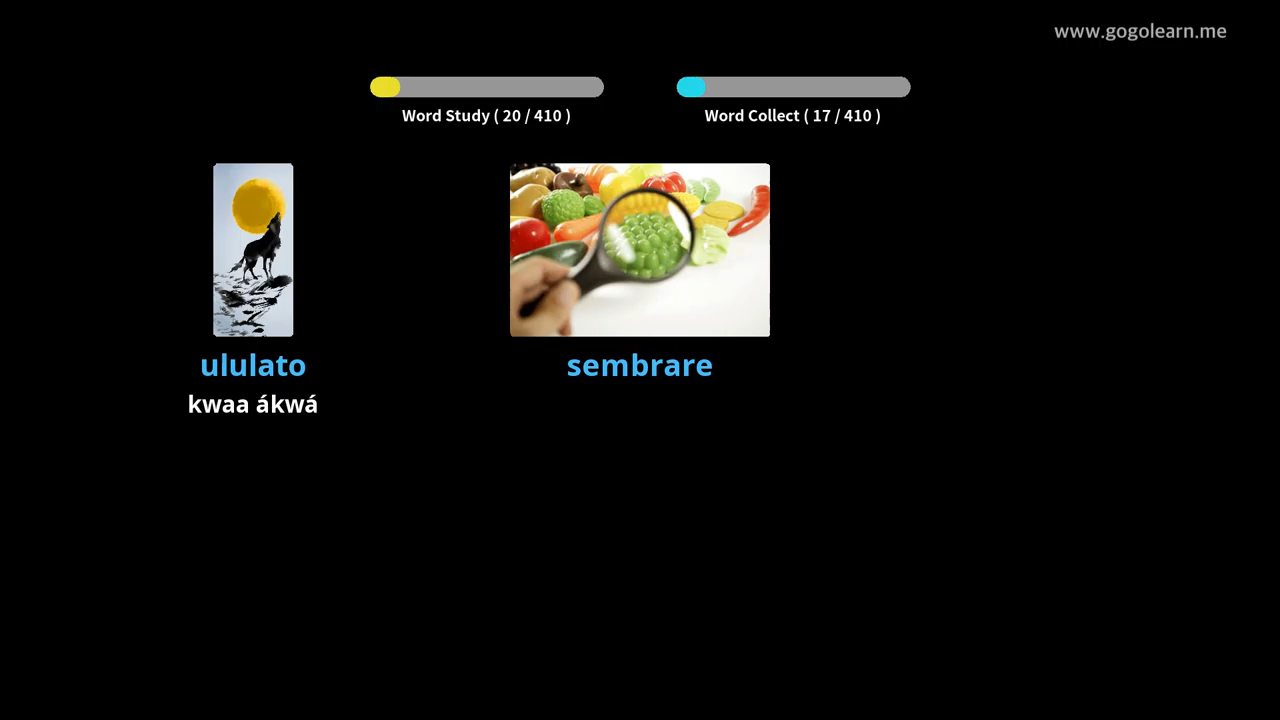 www.gogolearn.me
Word Study ( 20 / 410 )
Word Collect ( 17 / 410 )
ululato
sembrare
kwaa ákwá